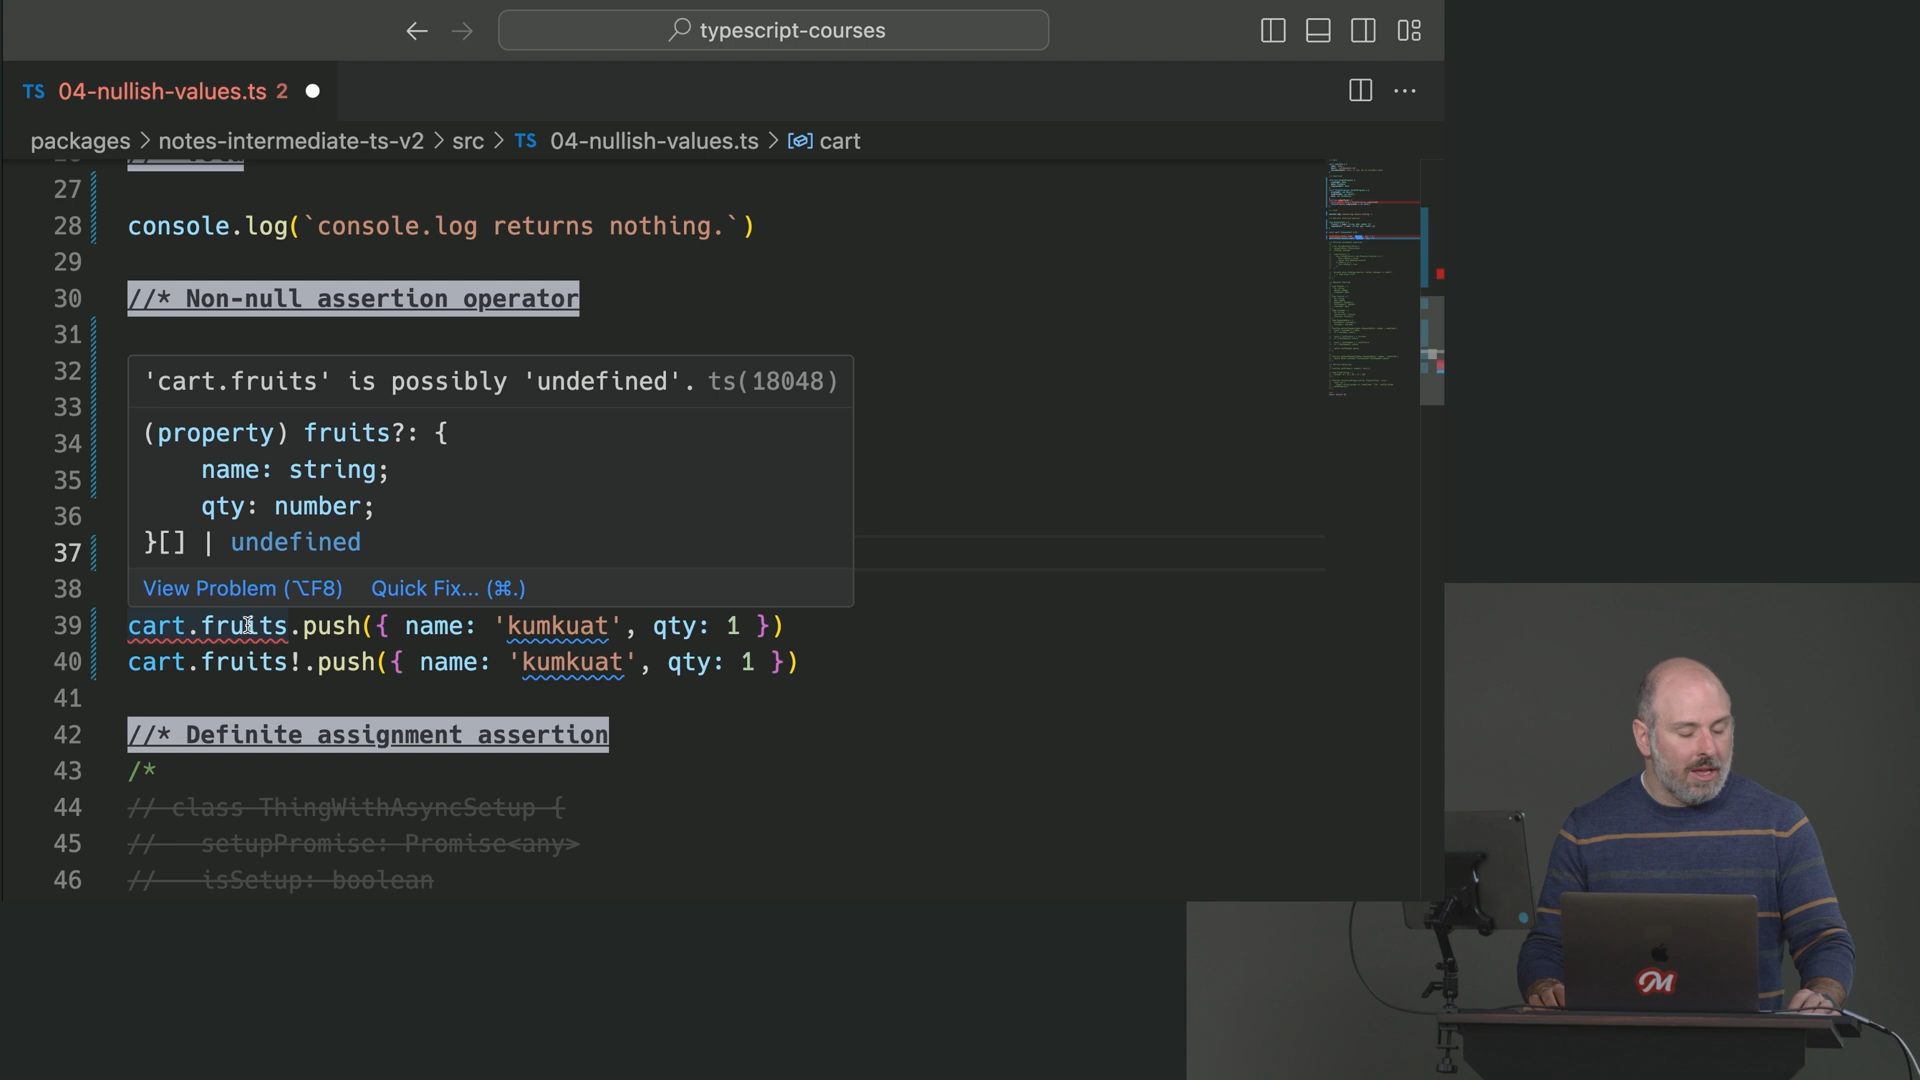 typescript-courses
TS 04-nullish-values.ts 2
packages > notes-intermediate-ts-v2 > src > TS 04-nullish-values.ts > cart
27
28 console.log(`console.log returns nothing.`)
29
30 //* Non-null assertion operator
31
32
33
34
35
36
37
38
'cart.fruits' is possibly 'undefined'. ts(18048)
(property) fruits?: {
name: string;
qty: number;
}[] | undefined
View Problem (⌥F8) Quick Fix... (⌘.)
39 cart.fruits.push({ name: 'kumkuat', qty: 1 })
40 cart.fruits!.push({ name: 'kumkuat', qty: 1 })
41
42 //* Definite assignment assertion
43 /*
44 // class ThingWithAsyncSetup {
45 // setupPromise: Promise<any>
46 // isSetup: boolean
M